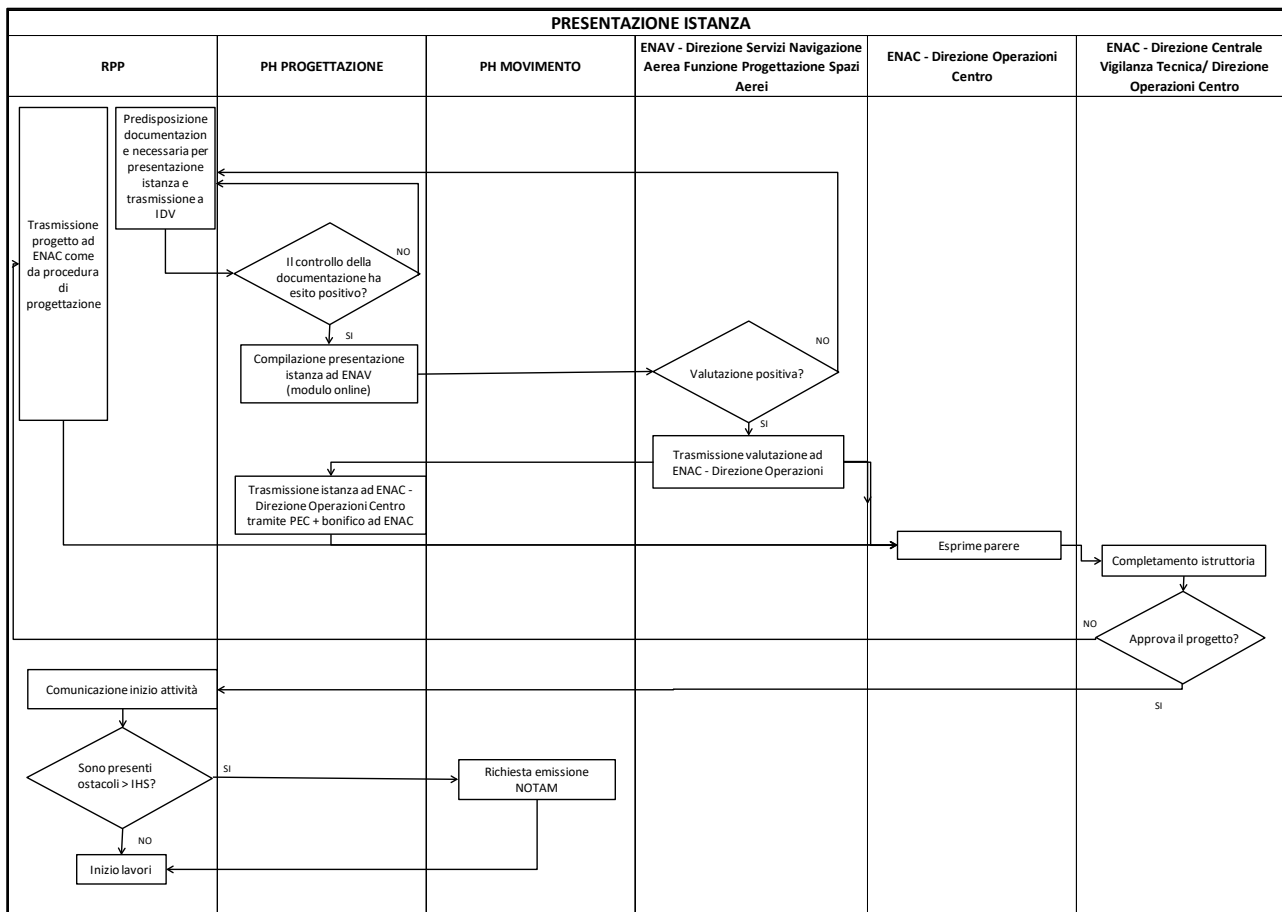 PRESENTAZIONE ISTANZA
RPP
PH PROGETTAZIONE
PH MOVIMENTO
ENAV - Direzione Servizi Navigazione
Aerea Funzione Progettazione Spazi
Aerei
ENAC - Direzione Operazioni
Centro
ENAC - Direzione Centrale
Vigilanza Tecnica/ Direzione
Operazioni Centro
Predisposizione
documentazion
e necessaria per
presentazione
istanza e
trasmissione a
IDV
Trasmissione
progetto ad
ENAC come
da procedura
di
progettazione
NO
Il controllo della
documentazione ha
esito positivo?
SI
Compilazione presentazione
istanza ad ENAV
(modulo online)
NO
Valutazione positiva?
SI
Trasmissione valutazione ad
ENAC - Direzione Operazioni
Trasmissione istanza ad ENAC -
Direzione Operazioni Centro
tramite PEC + bonifico ad ENAC
Esprime parere
Completamento istruttoria
NO
Approva il progetto?
SI
Comunicazione inizio attività
Sono presenti
ostacoli > IHS?
SI
Richiesta emissione
NOTAM
NO
Inizio lavori